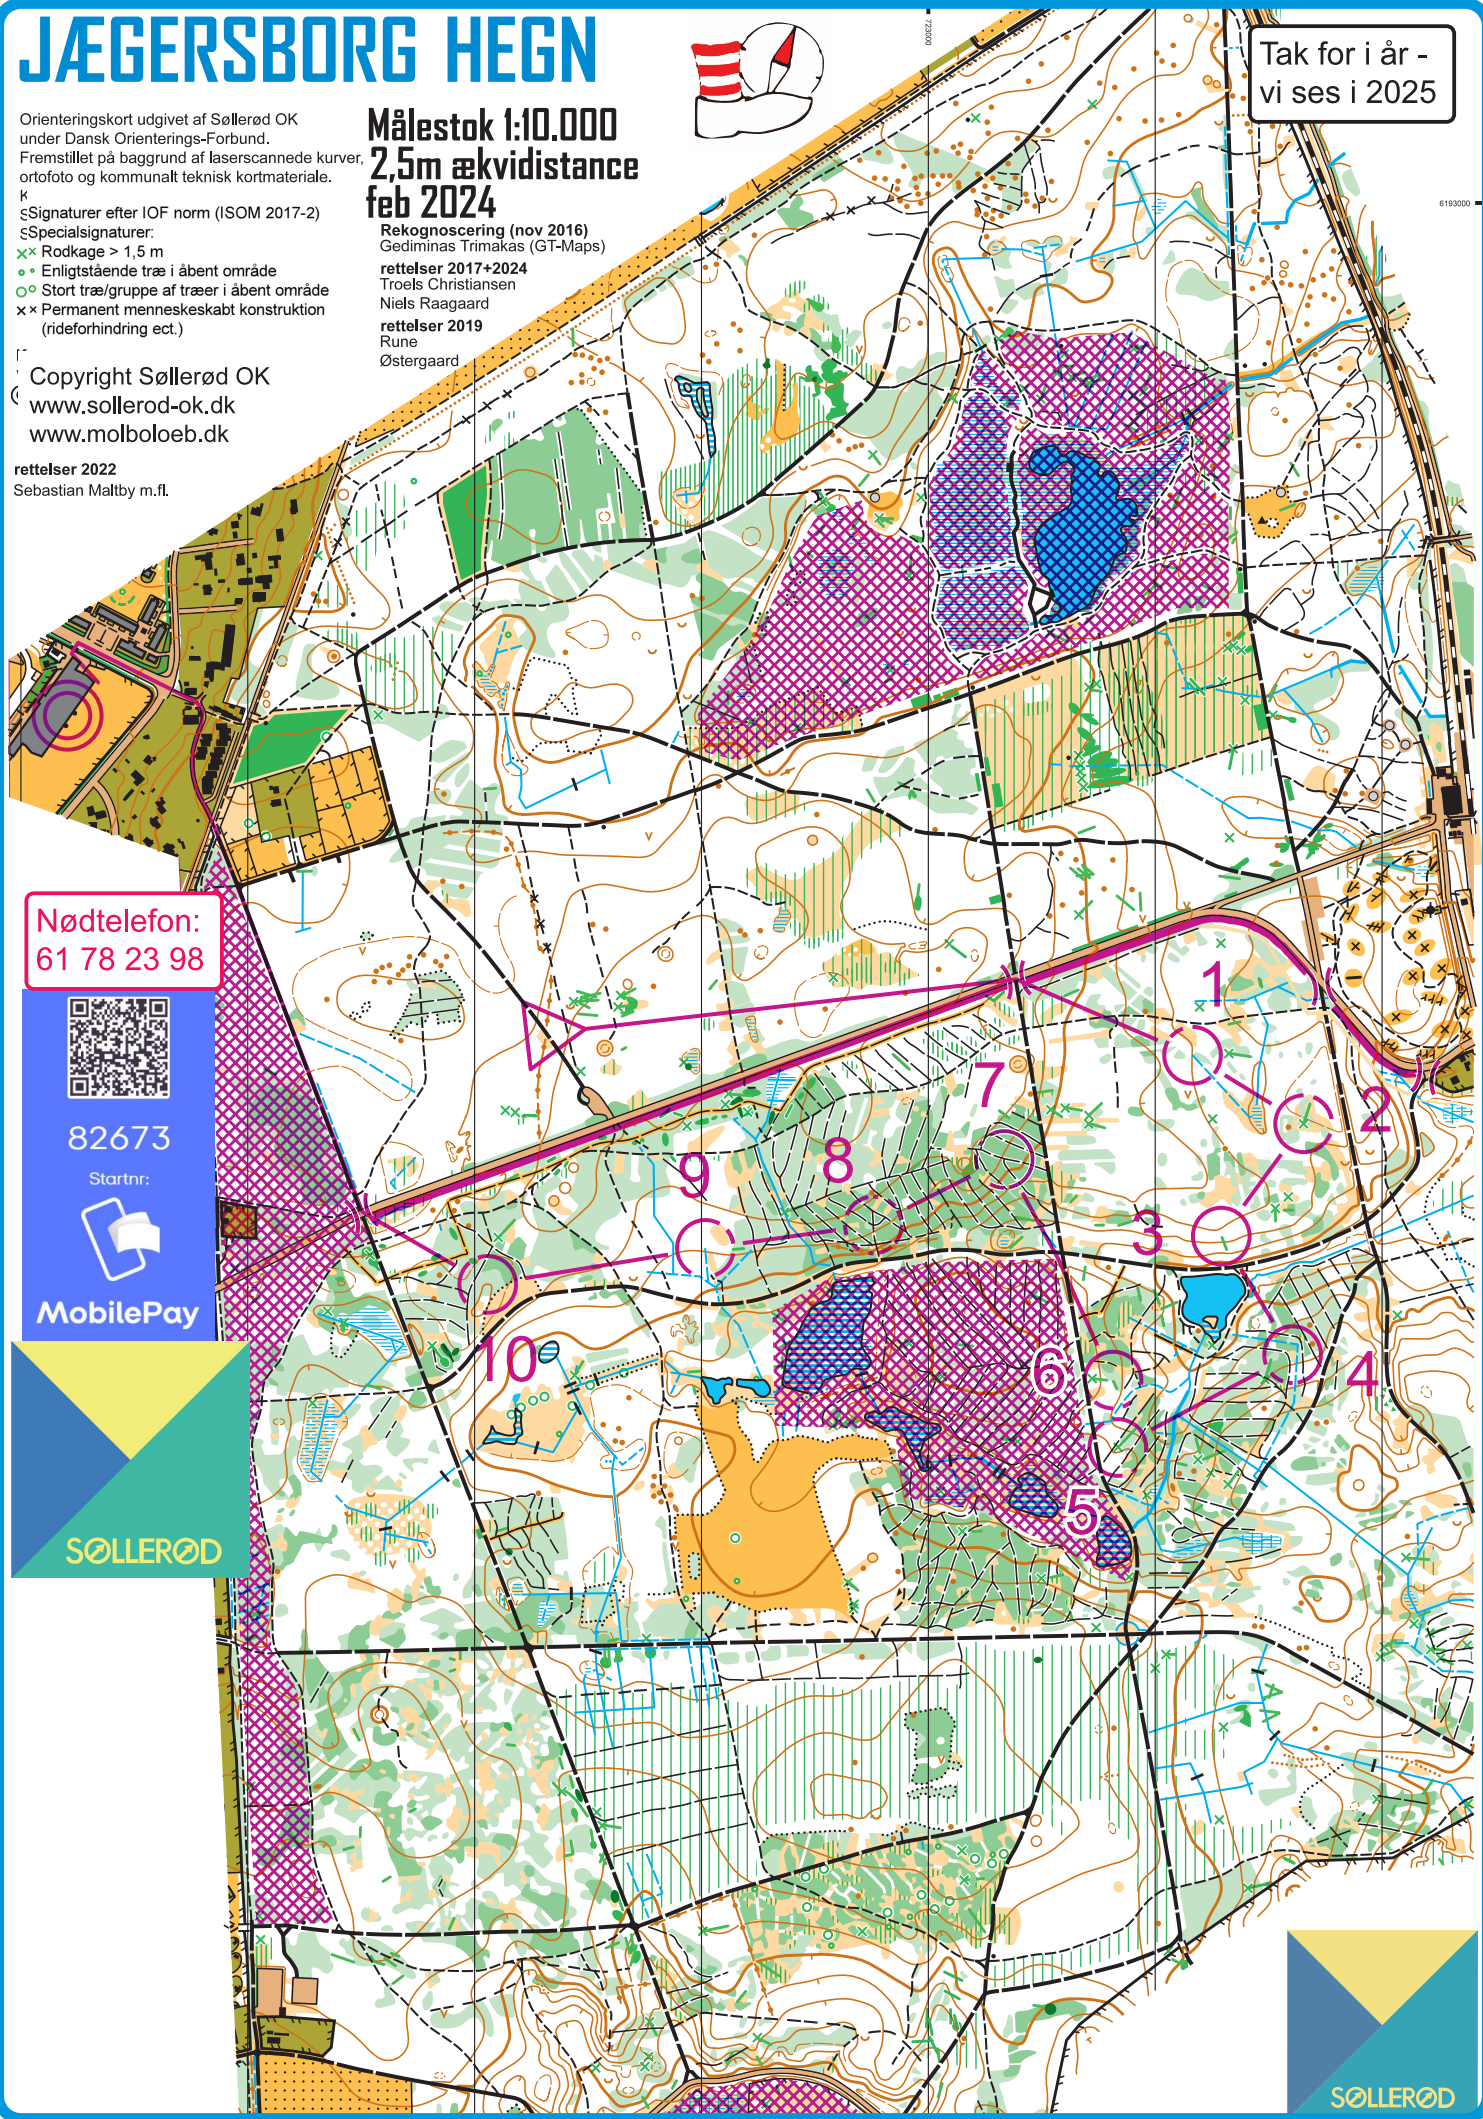 JÆGERSBORG HEGN
Orienteringskort udgivet af Søllerød OK
under Dansk Orienterings-Forbund.
Fremstillet på baggrund af laserscannede kurver,
ortofoto og kommunalt teknisk kortmateriale.
K
S
Signaturer efter IOF norm (ISOM 2017-2)
S
Specialsignaturer:
Rodkage > 1,5 m
Enligtstående træ i åbent område
Stort træ/gruppe af træer i åbent område
Permanent menneskeskabt konstruktion
(rideforhindring ect.)
Copyright Søllerød OK
www.sollerod-ok.dk
www.molboloeb.dk
rettelser 2022
Sebastian Maltby m.fl.
Målestok 1:10.000
2,5m ækvidistance
feb 2024
Rekognoscering (nov 2016)
Gediminas Trimakas (GT-Maps)
rettelser 2017+2024
Troels Christiansen
Niels Raagaard
rettelser 2019
Rune
Østergaard
723000
Tak for i år -
vi ses i 2025
6193000
Nødtelefon:
61 78 23 98
82673
Startnr:
MobilePay
SØLLERØD
1
2
3
4
5
6
7
8
9
10
SØLLERØD